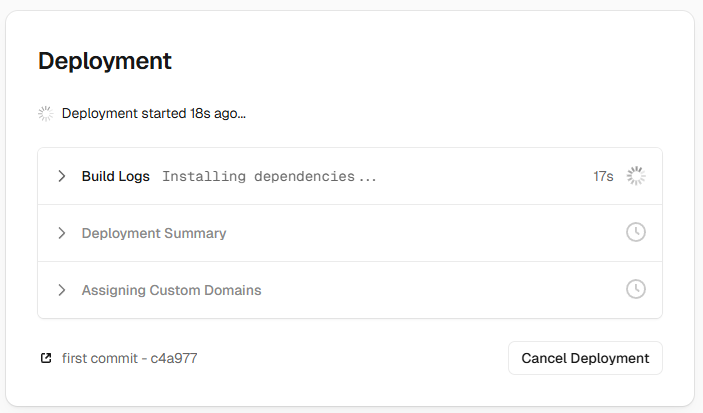 Deployment
Deployment started 18s ago...
Build Logs Installing dependencies... 17s
Deployment Summary
Assigning Custom Domains
first commit - c4a977 Cancel Deployment